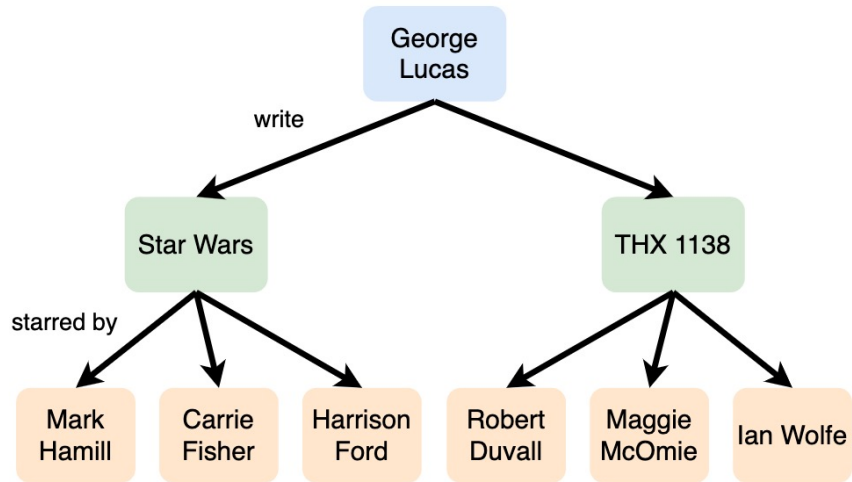 George
Lucas
write
Star Wars
THX 1138
starred by
Mark
Hamill
Carrie
Fisher
Harrison
Ford
Robert
Duvall
Maggie
McOmie
Ian Wolfe